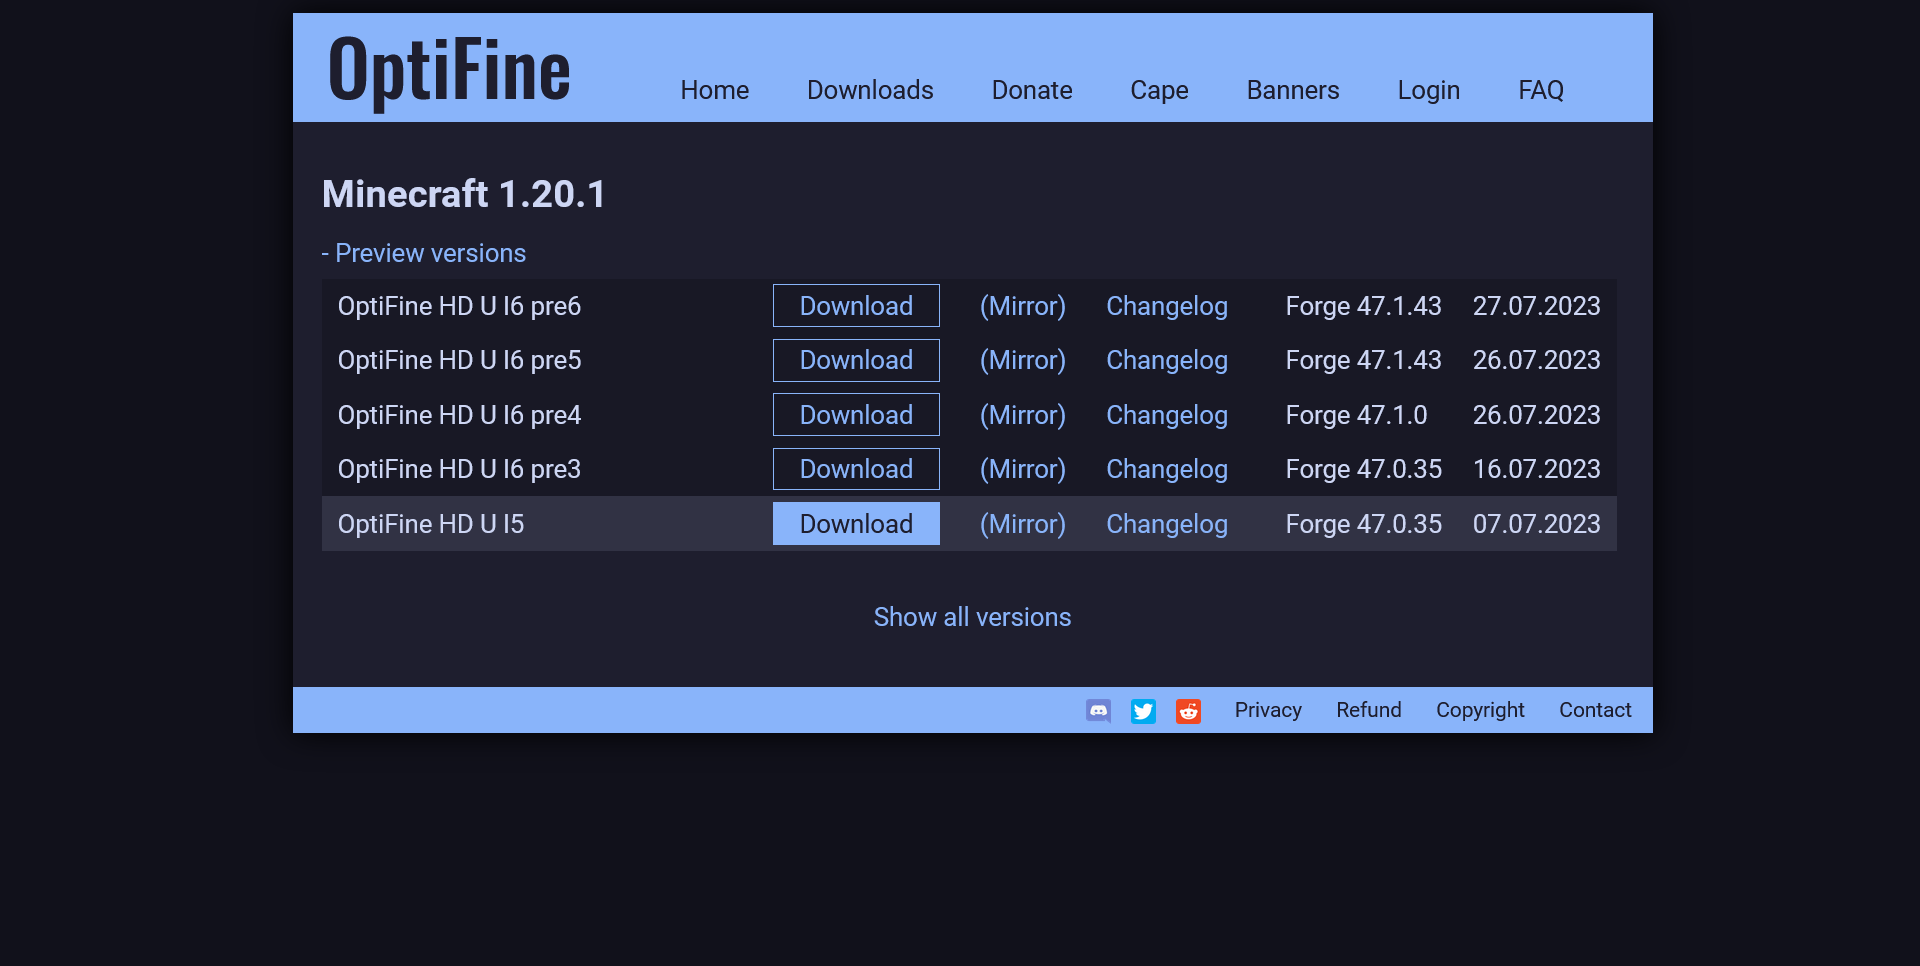 OptiFine
Home Downloads Donate Cape Banners Login FAQ
Minecraft 1.20.1
- Preview versions
OptiFine HD U I6 pre6 Download (Mirror) Changelog Forge 47.1.43 27.07.2023
OptiFine HD U I6 pre5 Download (Mirror) Changelog Forge 47.1.43 26.07.2023
OptiFine HD U I6 pre4 Download (Mirror) Changelog Forge 47.1.0 26.07.2023
OptiFine HD U I6 pre3 Download (Mirror) Changelog Forge 47.0.35 16.07.2023
OptiFine HD U I5 Download (Mirror) Changelog Forge 47.0.35 07.07.2023
Show all versions
Privacy Refund Copyright Contact